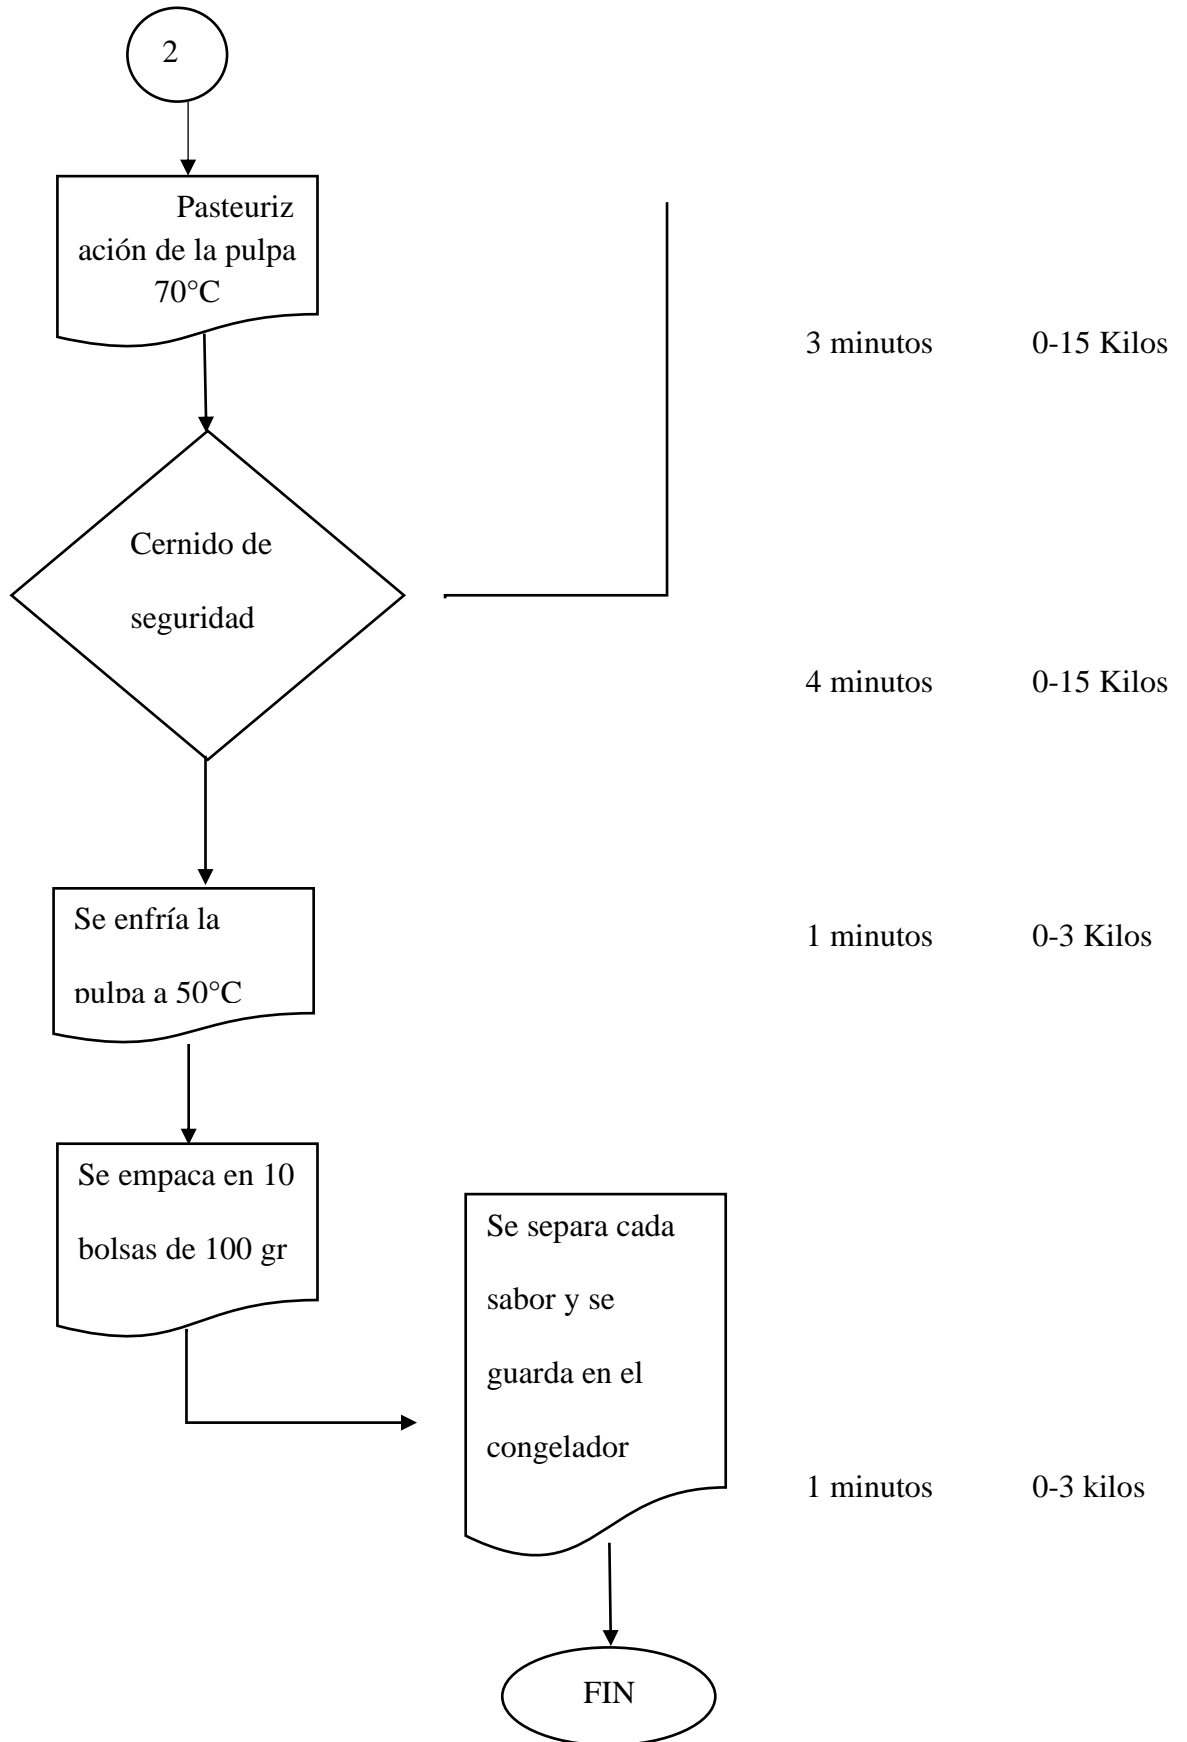 2
Pasteuriz
ación de la pulpa
70°C
3 minutos 0-15 Kilos
Cernido de
seguridad
4 minutos 0-15 Kilos
Se enfría la
pulpa a 50°C
1 minutos 0-3 Kilos
Se empaca en 10
bolsas de 100 gr
Se separa cada
sabor y se
guarda en el
congelador
1 minutos 0-3 kilos
FIN